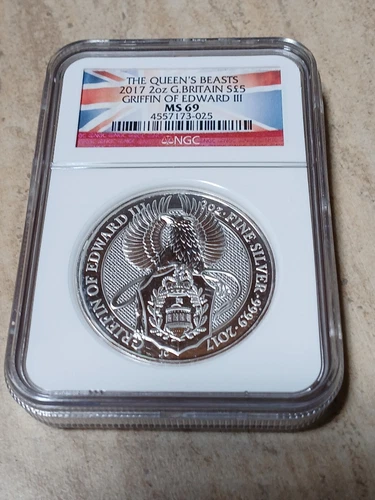 THE QUEEN'S BEASTS
2017 2oz G.BRITAIN S£5
GRIFFIN OF EDWARD III
MS 69
4557173-025
NGC
GRIFFIN OF EDWARD III
2oz·FINE SILVER·999.9·2017
JC